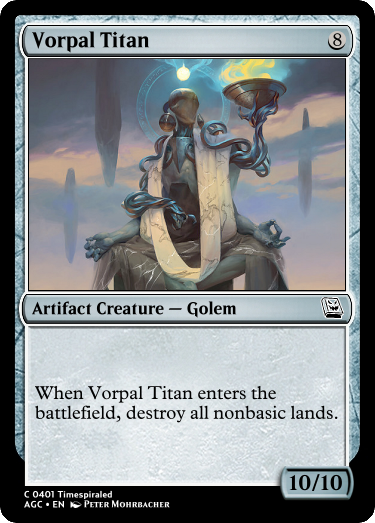 Vorpal Titan 8
Artifact Creature — Golem
When Vorpal Titan enters the
battlefield, destroy all nonbasic lands.
10/10
C 0401 Timespiraled
AGC • EN Peter Mohrbacher